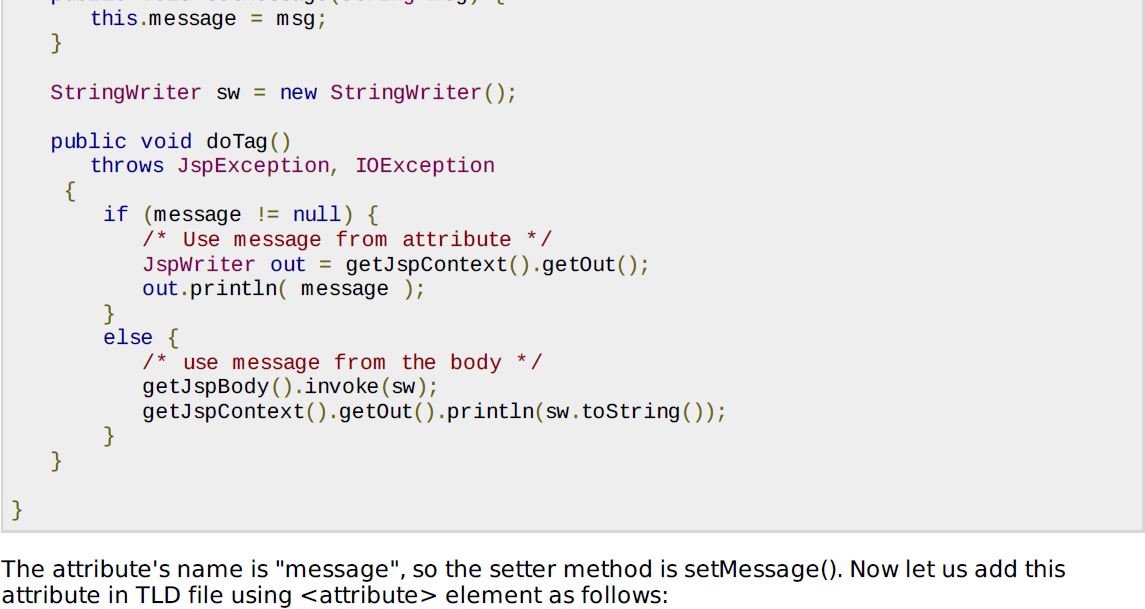 this.message = msg;
}
StringWriter sw = new StringWriter();
public void doTag()
throws JspException, IOException
{
if (message != null) {
/* Use message from attribute */
JspWriter out = getJspContext().getOut();
out.println( message );
}
else {
/* use message from the body */
getJspBody().invoke(sw);
getJspContext().getOut().println(sw.toString());
}
}
}
The attribute's name is "message", so the setter method is setMessage(). Now let us add this
attribute in TLD file using <attribute> element as follows: